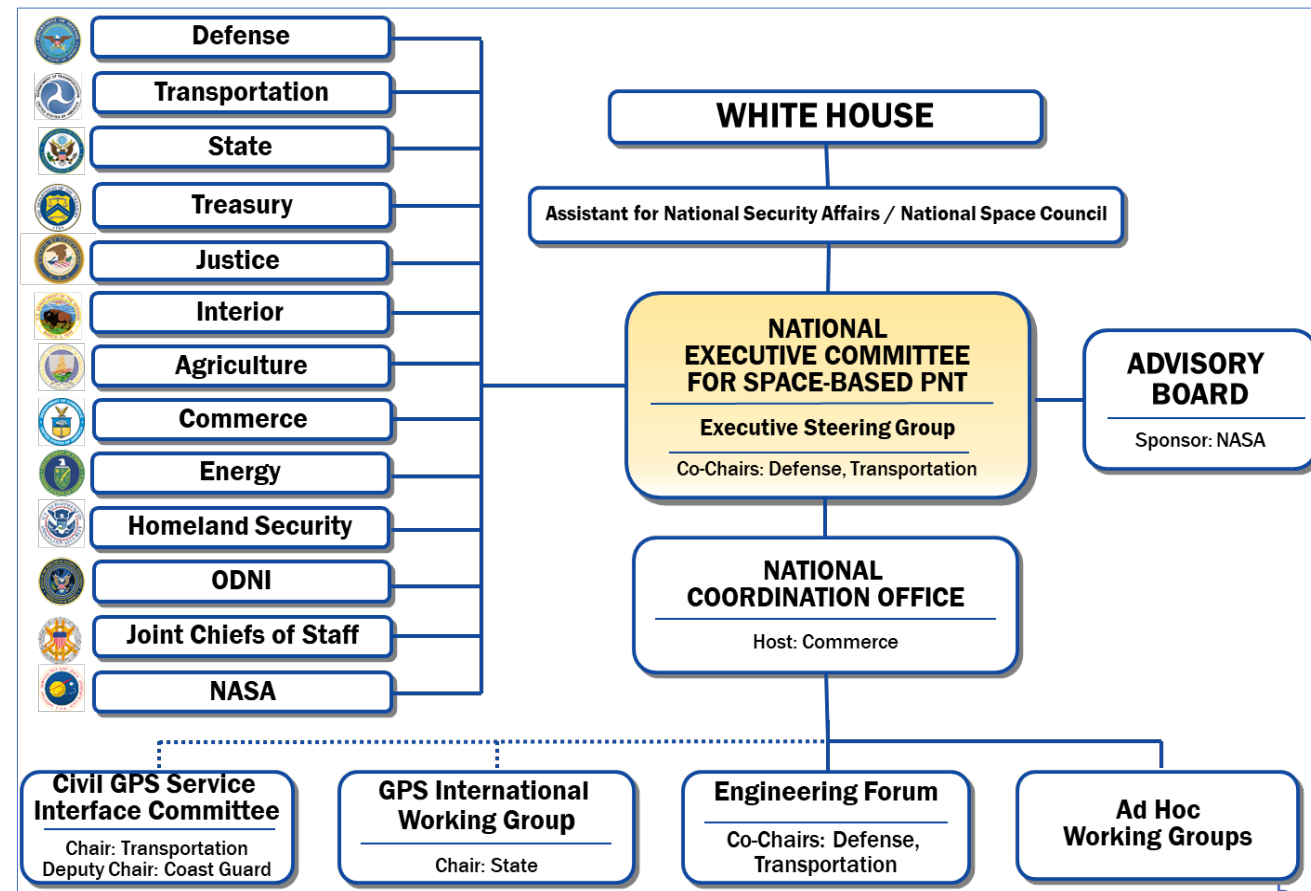 Defense
Transportation
State
Treasury
Justice
Interior
Agriculture
Commerce
Energy
Homeland Security
ODNI
Joint Chiefs of Staff
NASA
WHITE HOUSE
Assistant for National Security Affairs / National Space Council
NATIONAL
EXECUTIVE COMMITTEE
FOR SPACE-BASED PNT
Executive Steering Group
Co-Chairs: Defense, Transportation
ADVISORY
BOARD
Sponsor: NASA
NATIONAL
COORDINATION OFFICE
Host: Commerce
Civil GPS Service
Interface Committee
Chair: Transportation
Deputy Chair: Coast Guard
GPS International
Working Group
Chair: State
Engineering Forum
Co-Chairs: Defense,
Transportation
Ad Hoc
Working Groups